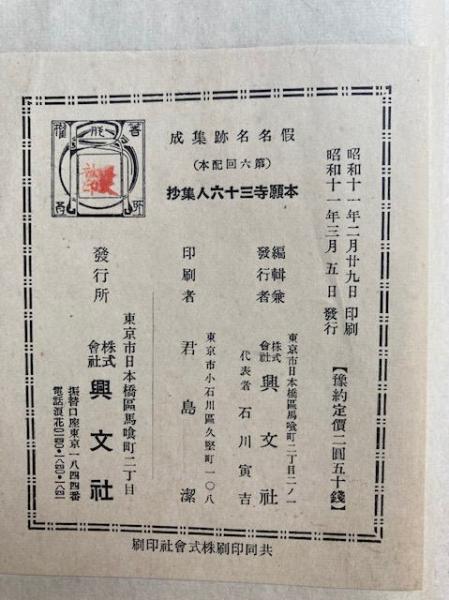 昭和十一年二月廿九日 印刷
昭和十一年三月五日 發行
【豫約定價二圓五十錢】
假名名跡集成
(第六回配本)
本願寺三十六人集抄
編輯兼發行者
東京市日本橋區馬喰町二丁目二ノ一
株式會社 興文社
代表者 石川寅吉
印刷者
東京市小石川區久堅町一〇八
君島潔
發行所
東京市日本橋區馬喰町二丁目
株式會社 興文社
振替口座東京一八四四番
共同印刷株式會社印刷